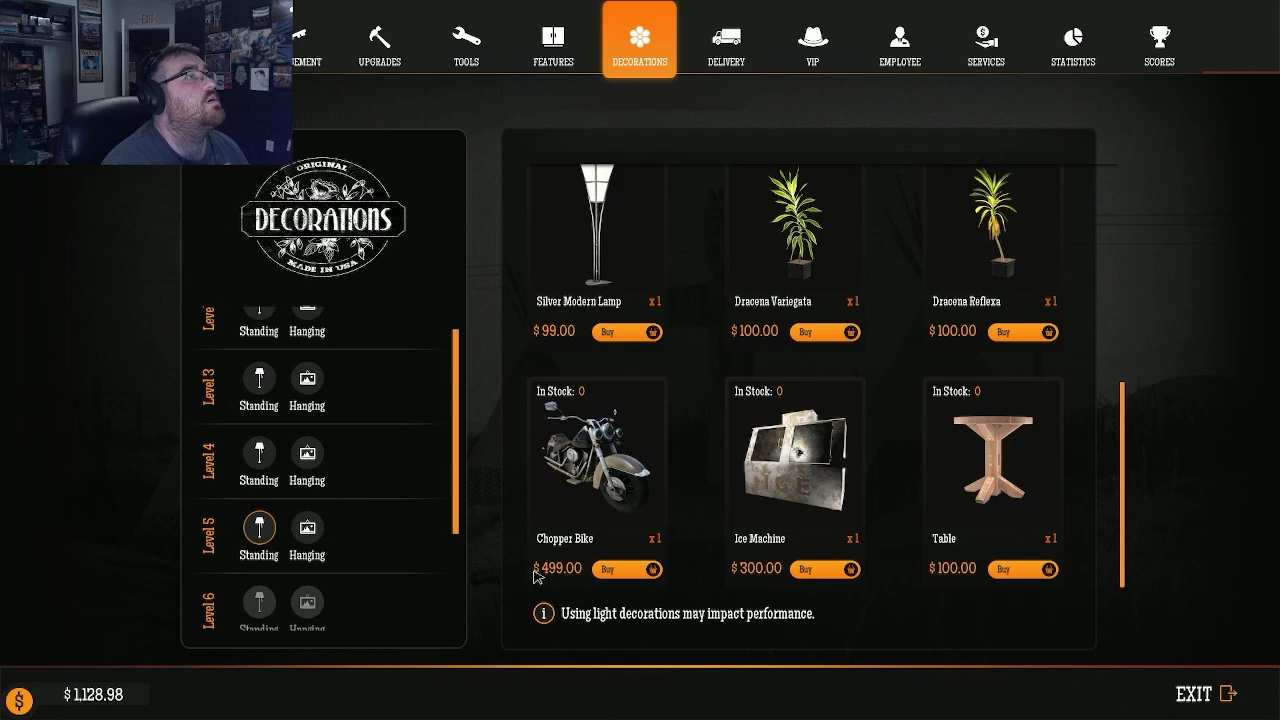 EMENT
UPGRADES
TOOLS
FEATURES
DECORATIONS
DELIVERY
VIP
EMPLOYEE
SERVICES
STATISTICS
SCORES
ORIGINAL
DECORATIONS
MADE IN USA
Leve
Standing
Hanging
Level 3
Standing
Hanging
Level 4
Standing
Hanging
Level 5
Standing
Hanging
Level 6
Standing
Hanging
Silver Modern Lamp x1
$99.00 Buy
Dracena Variegata x1
$100.00 Buy
Dracena Reflexa x1
$100.00 Buy
In Stock: 0
Chopper Bike x1
$499.00 Buy
In Stock: 0
ICE
Ice Machine x1
$300.00 Buy
In Stock: 0
Table x1
$100.00 Buy
i Using light decorations may impact performance.
$ $1,128.98
EXIT